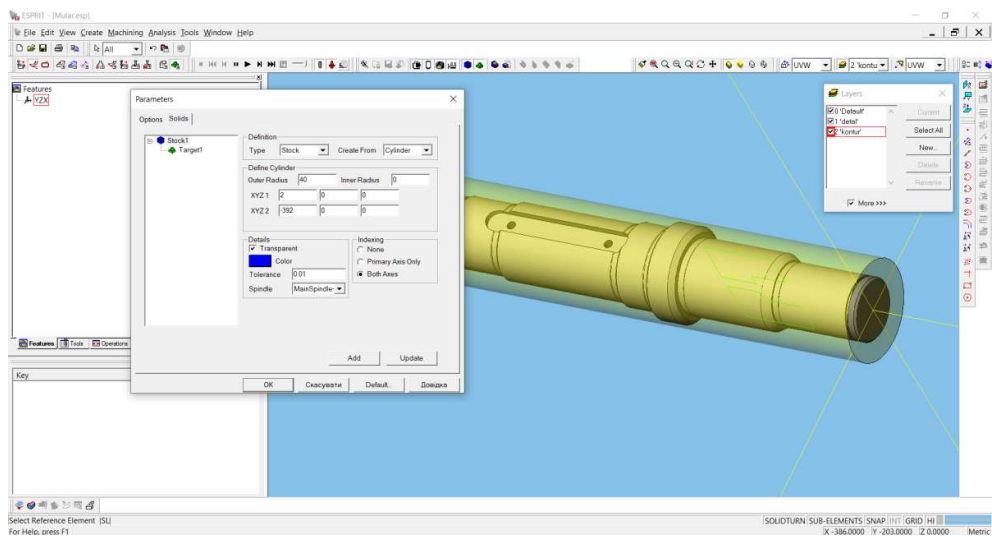 ESPRIT - [Mular.esp]
File Edit View Create Machining Analysis Tools Window Help
All
UVW
2 'kontu
UVW
Features
YZX
Parameters
Options Solids
Stock1
Target1
Definition
Type Stock Create From Cylinder
Define Cylinder
Outer Radius 40 Inner Radius 0
XYZ 1 2 0 0
XYZ 2 -392 0 0
Details
Transparent
Color
Tolerance 0.01
Spindle MainSpindle-
Indexing
None
Primary Axis Only
Both Axes
Add Update
OK Скасувати Default.. Довідка
Layers
0 'Default'
1 'detal'
2 'kontur'
Current
Select All
New...
Delete
Rename
More >>>
Features Tools Operations
Key
Select Reference Element |SL|
SOLIDTURN SUB-ELEMENTS SNAP INT GRID HI
For Help, press F1
X -386.0000 Y -203.0000 Z 0.0000 Metric